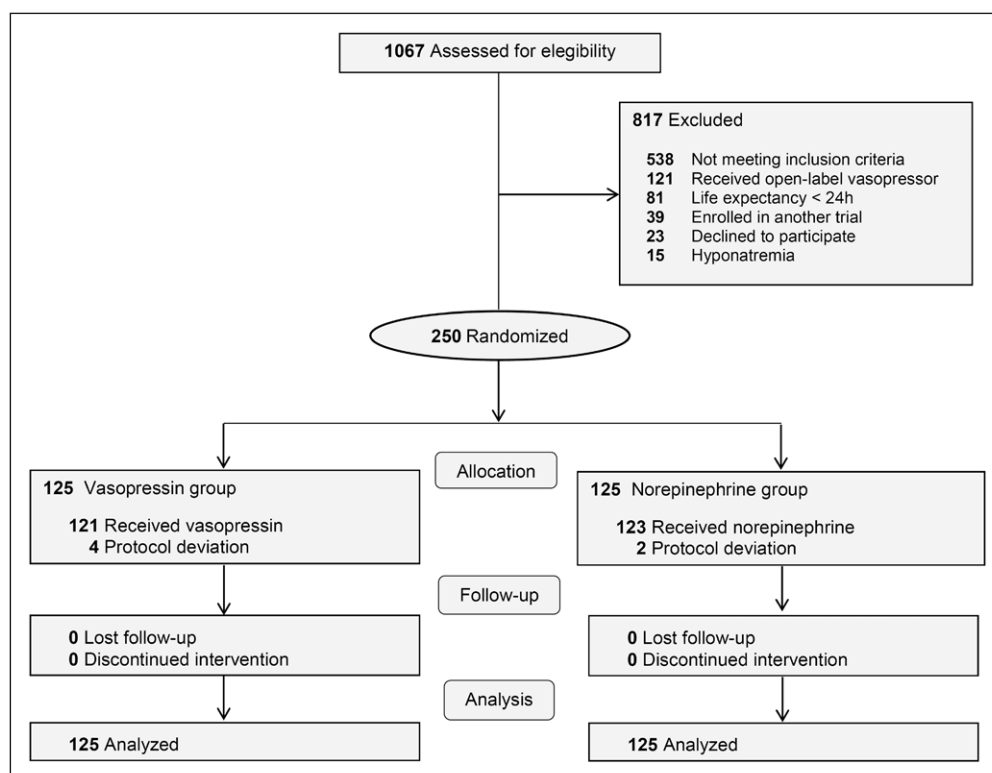 1067 Assessed for elegibility
817 Excluded
538 Not meeting inclusion criteria
121 Received open-label vasopressor
81 Life expectancy < 24h
39 Enrolled in another trial
23 Declined to participate
15 Hyponatremia
250 Randomized
Allocation
125 Vasopressin group
121 Received vasopressin
4 Protocol deviation
125 Norepinephrine group
123 Received norepinephrine
2 Protocol deviation
Follow-up
0 Lost follow-up
0 Discontinued intervention
0 Lost follow-up
0 Discontinued intervention
Analysis
125 Analyzed
125 Analyzed